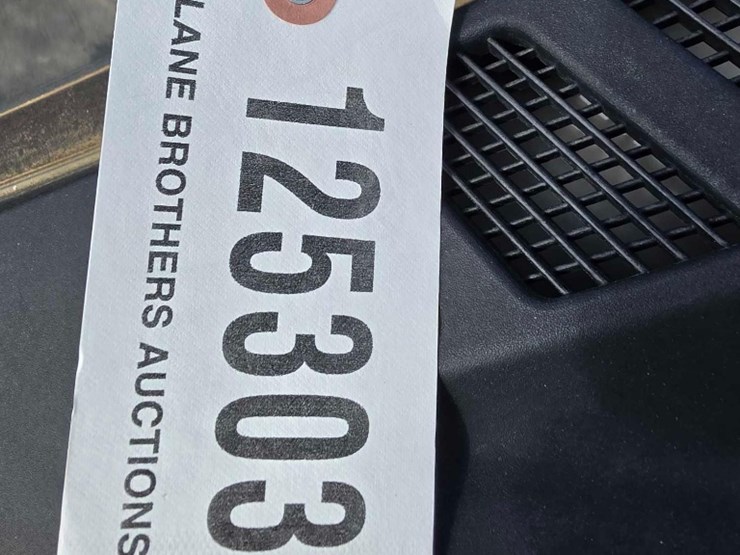 125303
LANE BROTHERS AUCTIONS